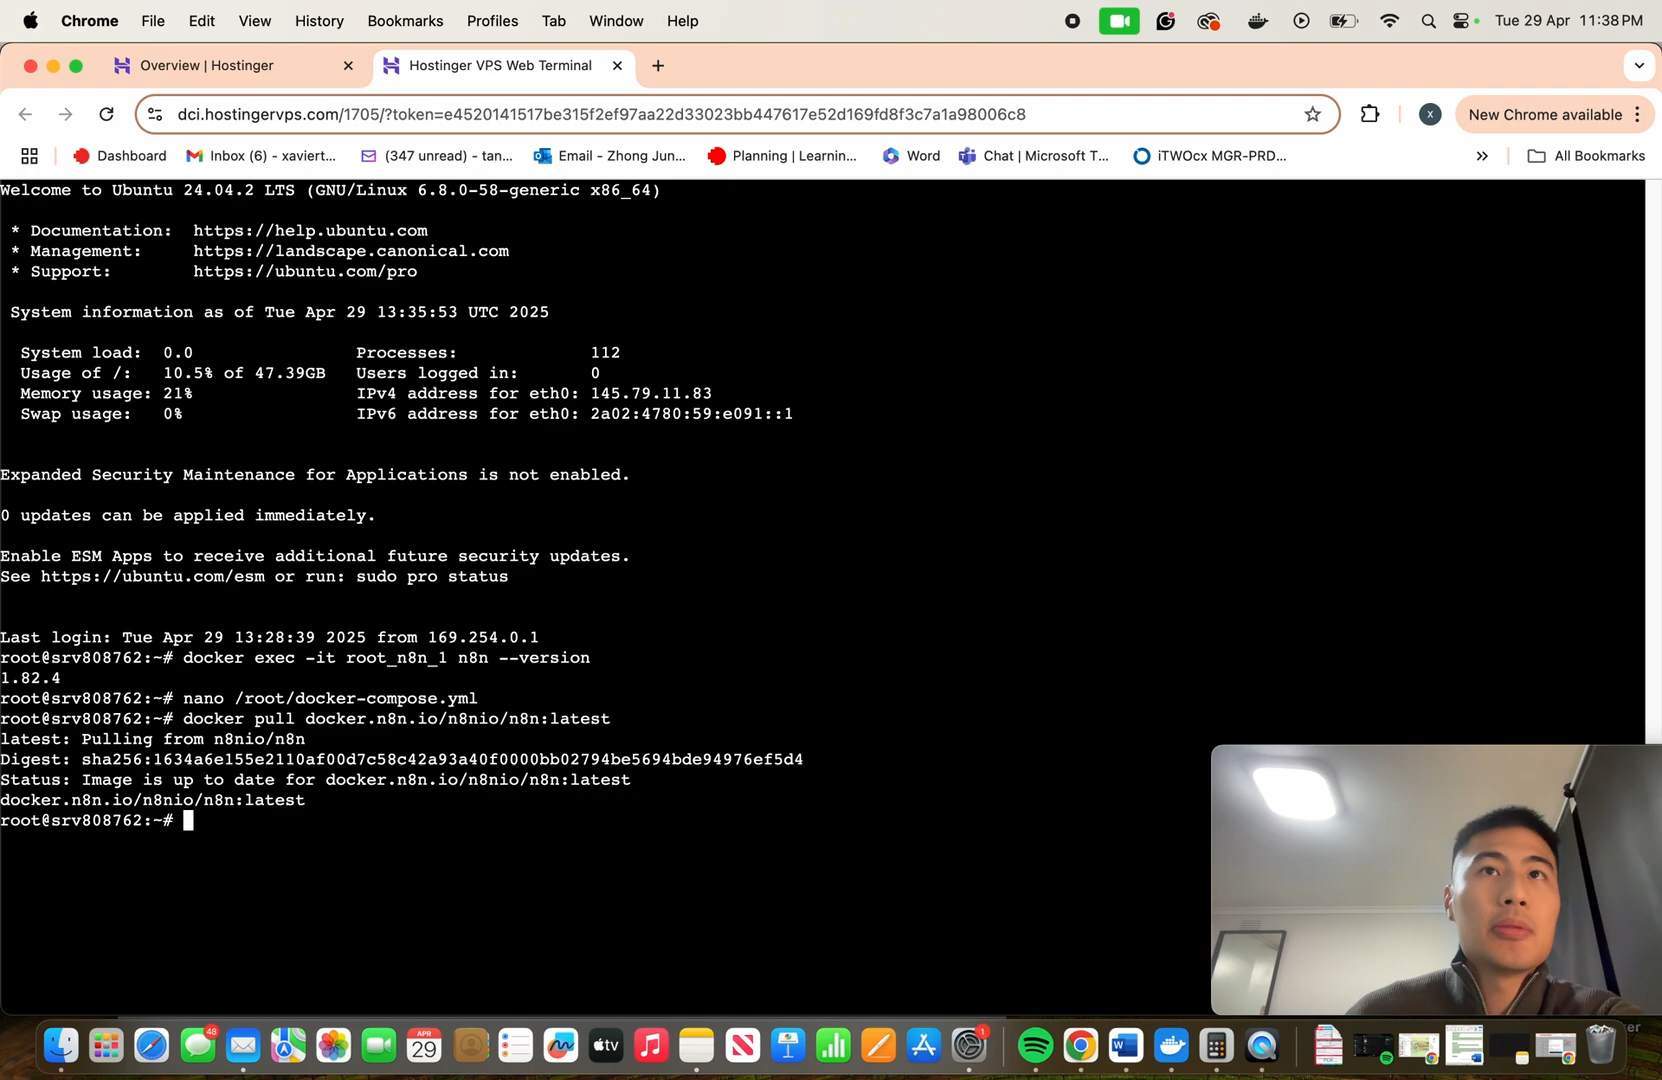 Chrome File Edit View History Bookmarks Profiles Tab Window Help Tue 29 Apr 11:38 PM
Overview | Hostinger Hostinger VPS Web Terminal
dci.hostingervps.com/1705/?token=e4520141517be315f2ef97aa22d33023bb447617e52d169fd8f3c7a1a98006c8 x New Chrome available
Dashboard Inbox (6) - xaviert... (347 unread) - tan... Email - Zhong Jun... Planning | Learnin... Word Chat | Microsoft T... iTWOcx MGR-PRD... All Bookmarks
Welcome to Ubuntu 24.04.2 LTS (GNU/Linux 6.8.0-58-generic x86_64)
* Documentation: https://help.ubuntu.com
* Management: https://landscape.canonical.com
* Support: https://ubuntu.com/pro
System information as of Tue Apr 29 13:35:53 UTC 2025
System load: 0.0 Processes: 112
Usage of /: 10.5% of 47.39GB Users logged in: 0
Memory usage: 21% IPv4 address for eth0: 145.79.11.83
Swap usage: 0% IPv6 address for eth0: 2a02:4780:59:e091::1
Expanded Security Maintenance for Applications is not enabled.
0 updates can be applied immediately.
Enable ESM Apps to receive additional future security updates.
See https://ubuntu.com/esm or run: sudo pro status
Last login: Tue Apr 29 13:28:39 2025 from 169.254.0.1
root@srv808762:~# docker exec -it root_n8n_1 n8n --version
1.82.4
root@srv808762:~# nano /root/docker-compose.yml
root@srv808762:~# docker pull docker.n8n.io/n8nio/n8n:latest
latest: Pulling from n8nio/n8n
Digest: sha256:1634a6e155e2110af00d7c58c42a93a40f0000bb02794be5694bde94976ef5d4
Status: Image is up to date for docker.n8n.io/n8nio/n8n:latest
docker.n8n.io/n8nio/n8n:latest
root@srv808762:~#
48 APR 29 tv 1